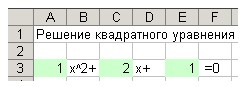 A B C D E F
1 Решение квадратного уравнения
2
3 1 x^2+ 2 x+ 1 =0